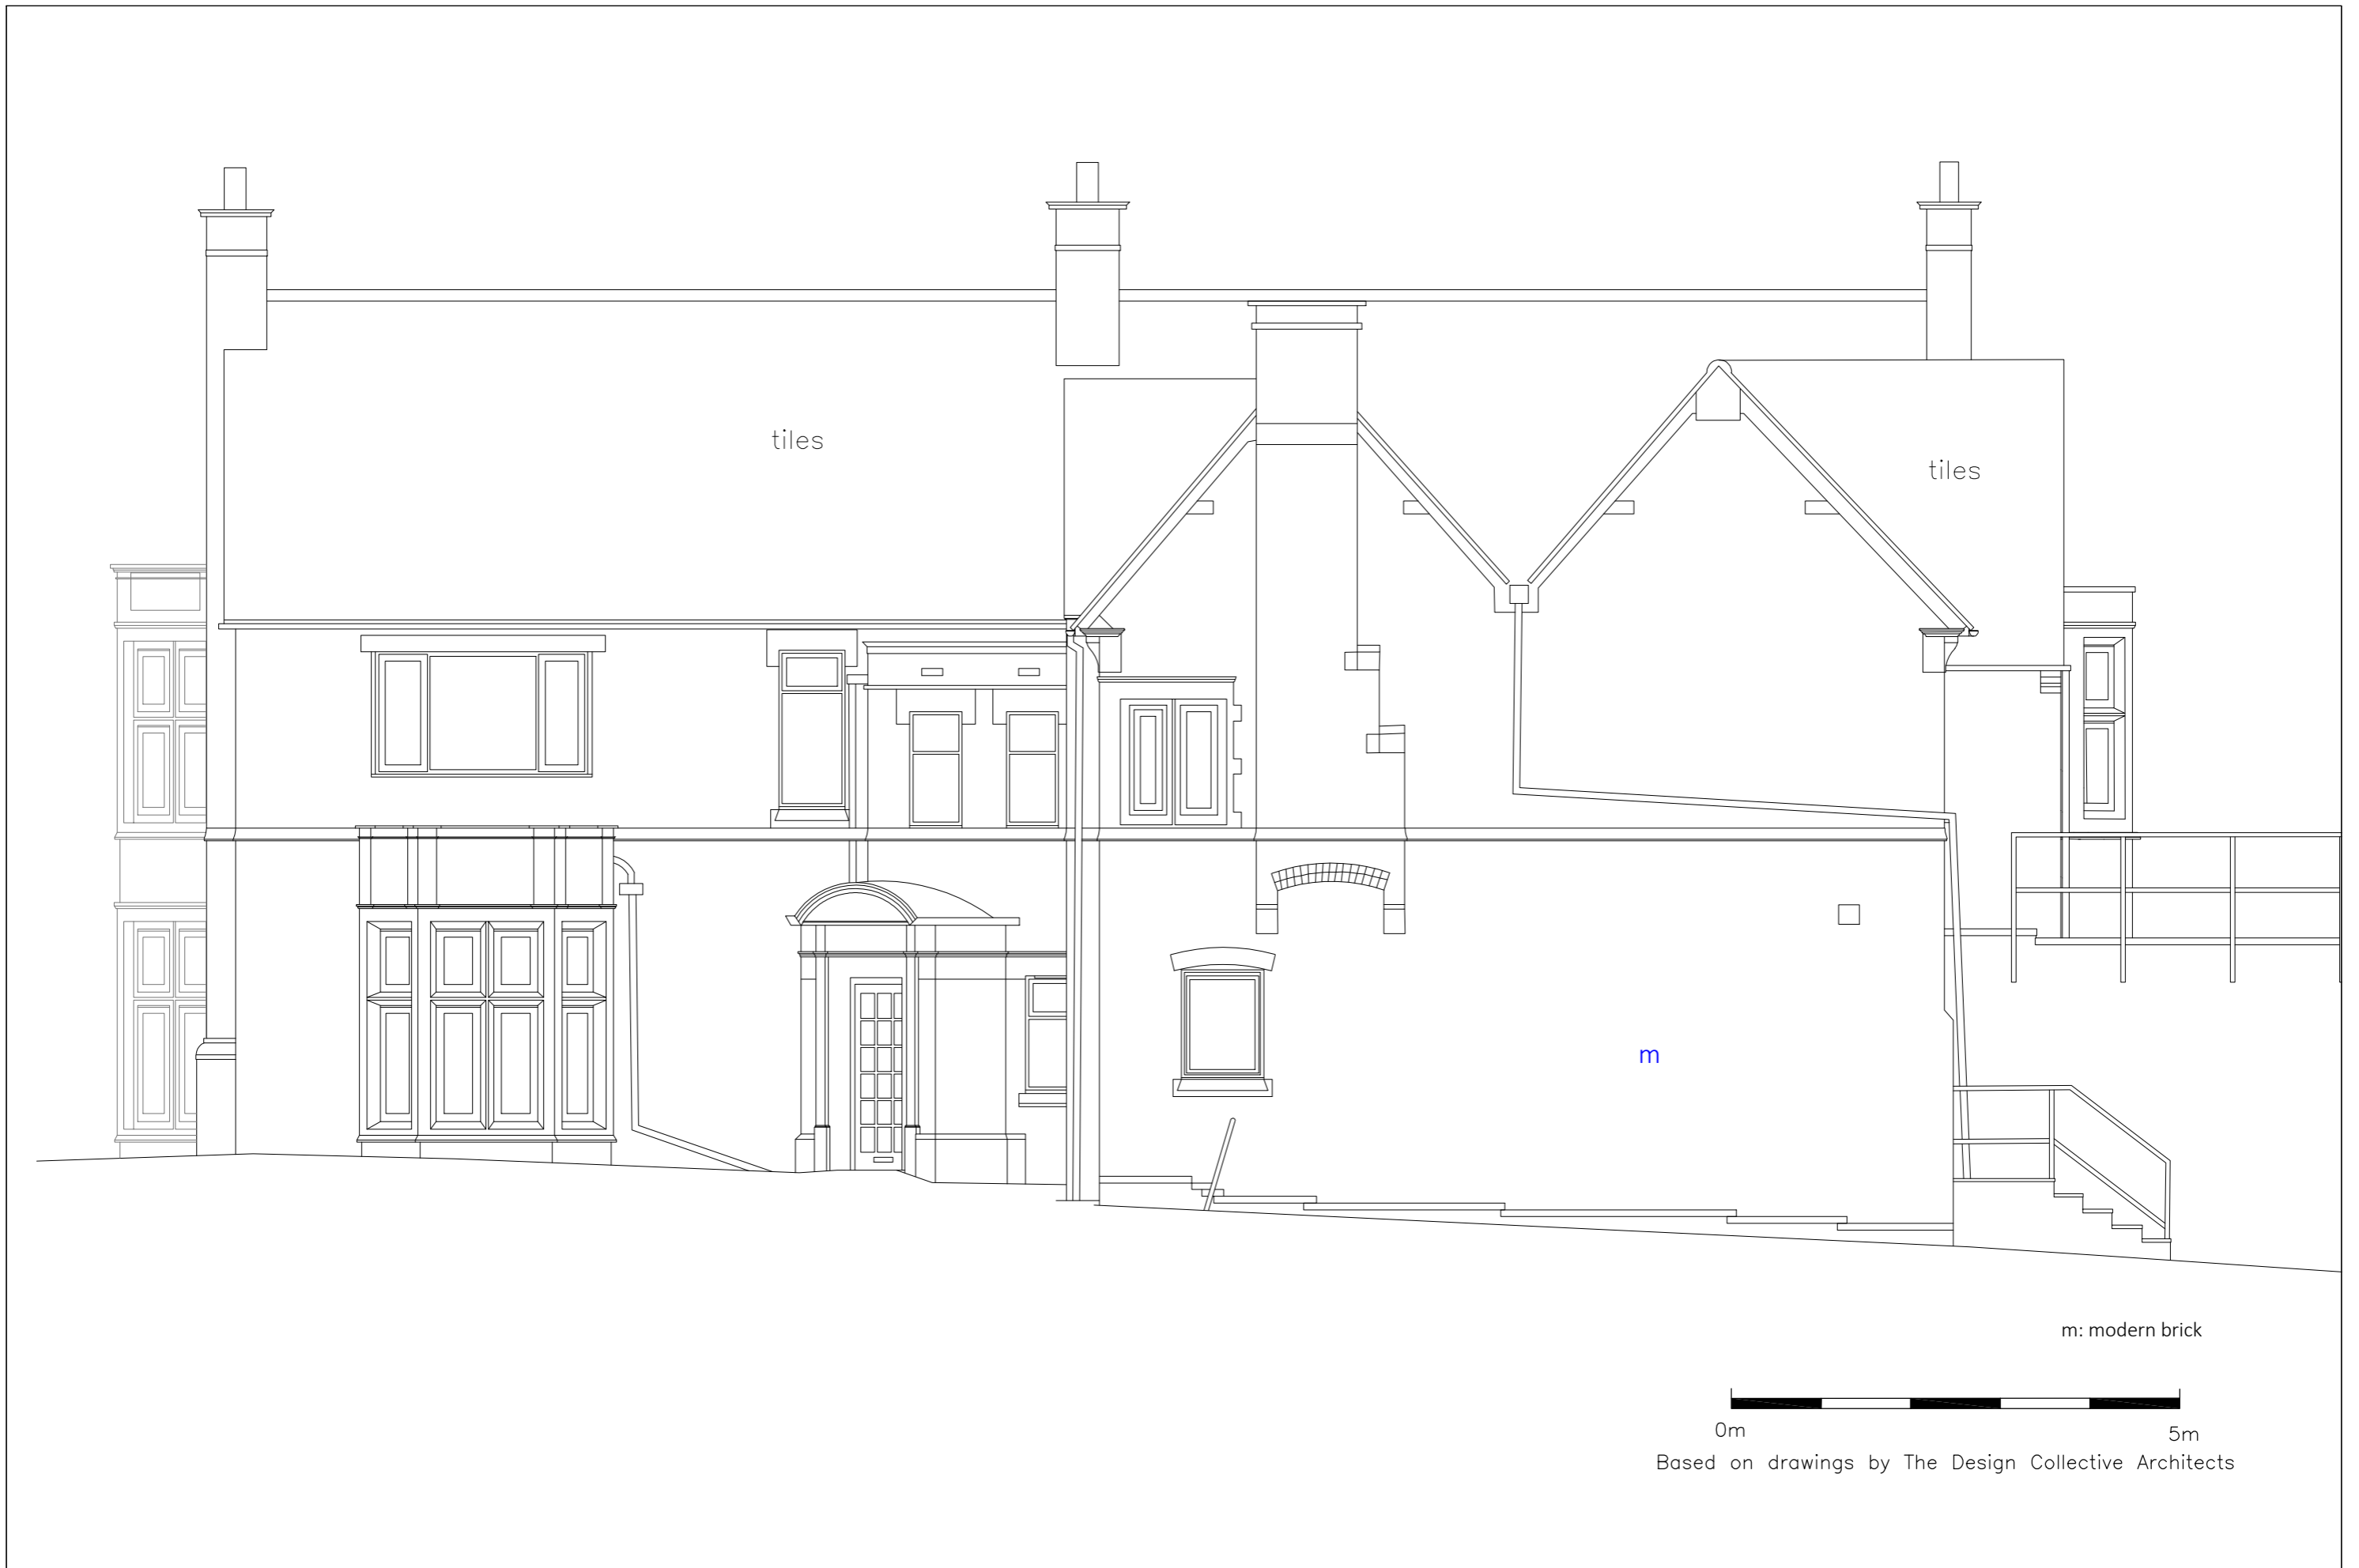 tiles
tiles
m
m: modern brick
0m
5m
Based on drawings by The Design Collective Architects